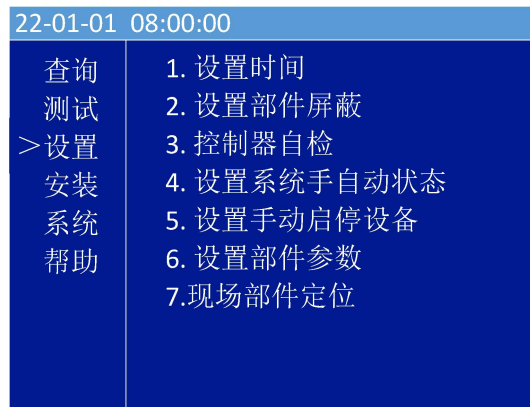 22-01-01 08:00:00
查询
测试
＞设置
安装
系统
帮助
1. 设置时间
2. 设置部件屏蔽
3. 控制器自检
4. 设置系统手自动状态
5. 设置手动启停设备
6. 设置部件参数
7.现场部件定位